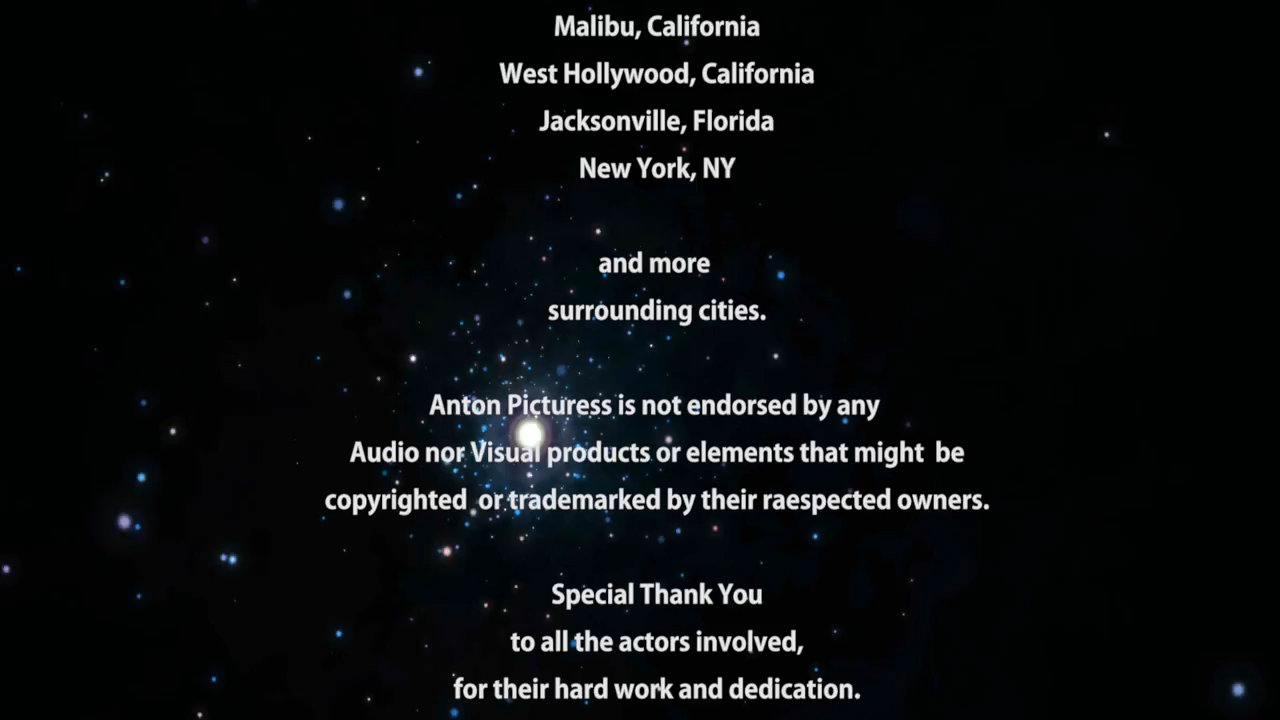 Malibu, California
West Hollywood, California
Jacksonville, Florida
New York, NY
and more
surrounding cities.
Anton Picturess is not endorsed by any
Audio nor Visual products or elements that might  be
copyrighted  or trademarked by their raespected owners.
Special Thank You
to all the actors involved,
for their hard work and dedication.